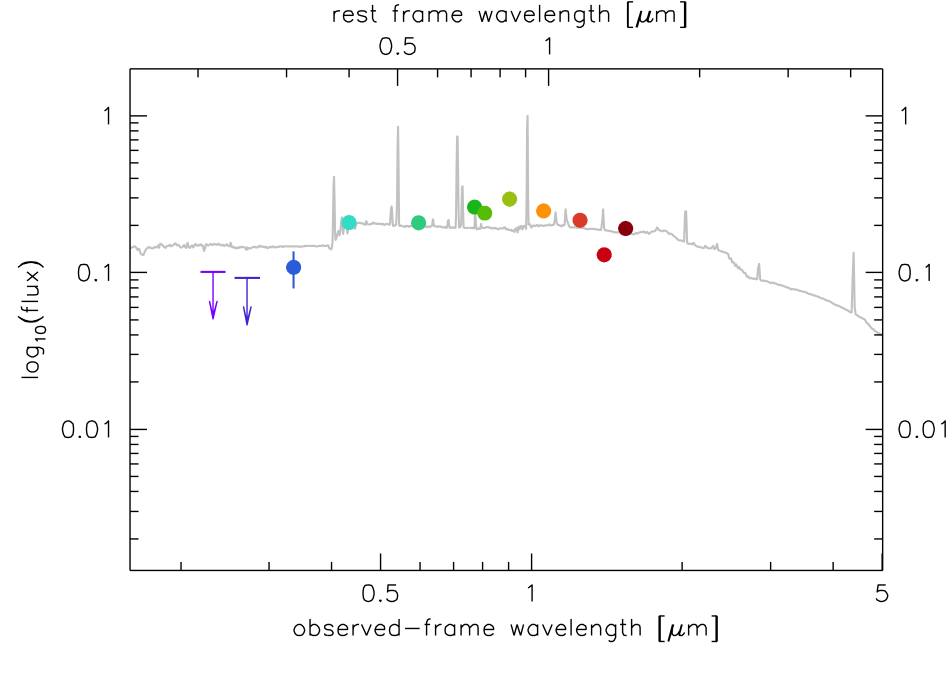 rest frame wavelength [μm]
0.5 1
1 1
0.1 0.1
log10(flux)
0.01 0.01
0.5 1 5
observed-frame wavelength [μm]